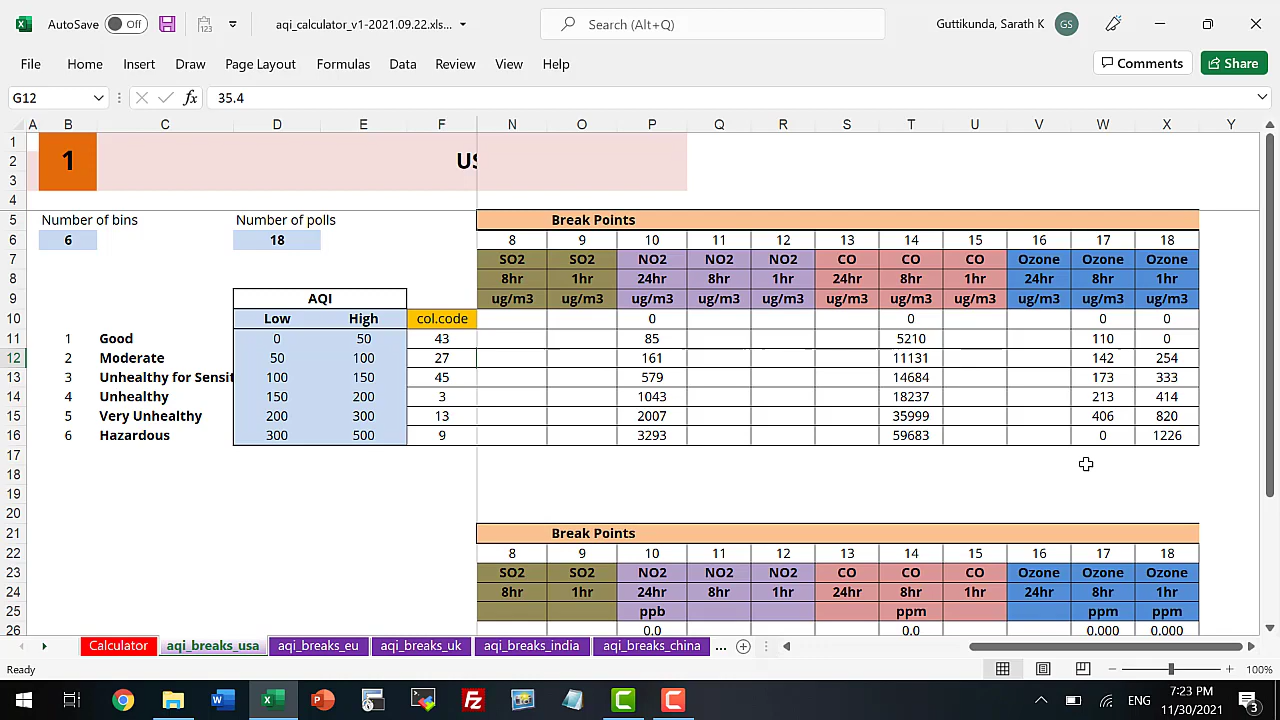 AutoSave Off aqi_calculator_v1-2021.09.22.xls... Search (Alt+Q) Guttikunda, Sarath K GS
File Home Insert Draw Page Layout Formulas Data Review View Help Comments Share
G12 fx 35.4
A B C D E F N O P Q R S T U V W X Y
1
2 1 US
3
4
5 Number of bins Number of polls Break Points
6 6 18 8 9 10 11 12 13 14 15 16 17 18
7 SO2 SO2 NO2 NO2 NO2 CO CO CO Ozone Ozone Ozone
8 8hr 1hr 24hr 8hr 1hr 24hr 8hr 1hr 24hr 8hr 1hr
9 AQI ug/m3 ug/m3 ug/m3 ug/m3 ug/m3 ug/m3 ug/m3 ug/m3 ug/m3 ug/m3 ug/m3
10 Low High col.code 0 0 0 0
11 1 Good 0 50 43 85 5210 110 0
12 2 Moderate 50 100 27 161 11131 142 254
13 3 Unhealthy for Sensit 100 150 45 579 14684 173 333
14 4 Unhealthy 150 200 3 1043 18237 213 414
15 5 Very Unhealthy 200 300 13 2007 35999 406 820
16 6 Hazardous 300 500 9 3293 59683 0 1226
17
18
19
20
21 Break Points
22 8 9 10 11 12 13 14 15 16 17 18
23 SO2 SO2 NO2 NO2 NO2 CO CO CO Ozone Ozone Ozone
24 8hr 1hr 24hr 8hr 1hr 24hr 8hr 1hr 24hr 8hr 1hr
25 ppb ppm ppm ppm
26 0.0 0.0 0.000 0.000
Calculator aqi_breaks_usa aqi_breaks_eu aqi_breaks_uk aqi_breaks_india aqi_breaks_china ...
Ready 100%
ENG 7:23 PM 11/30/2021 3